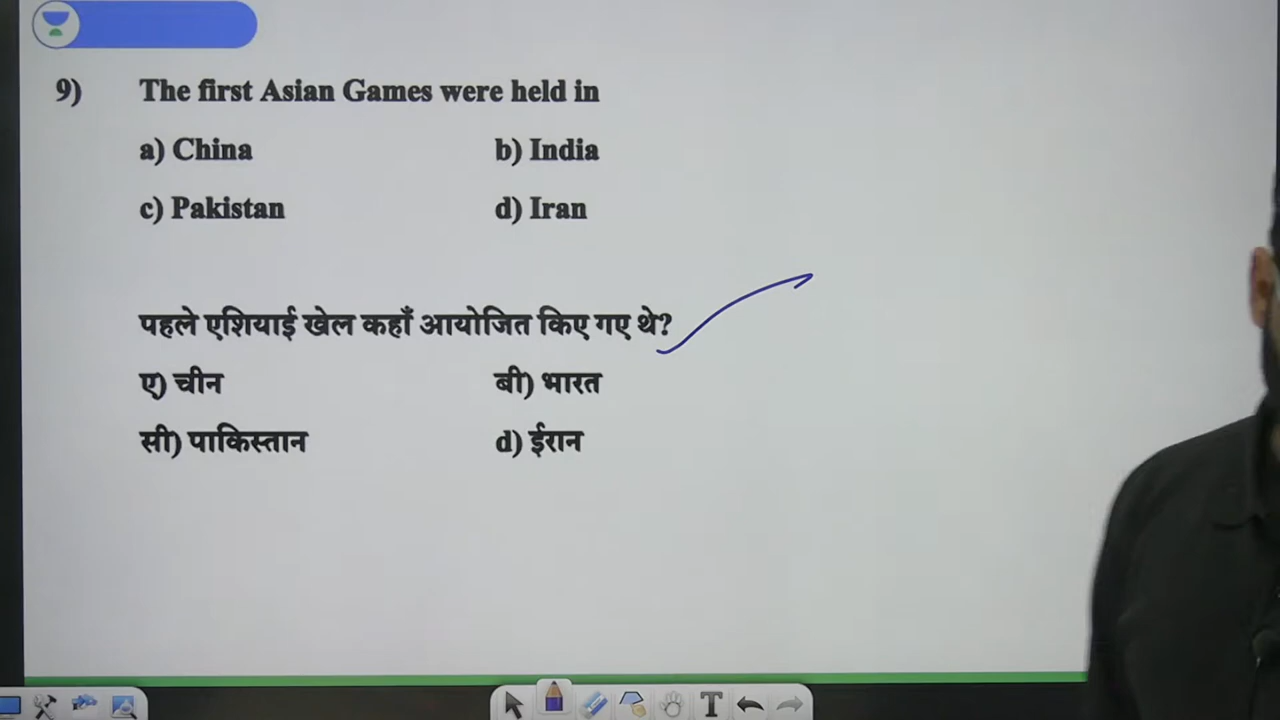 9) The first Asian Games were held in
a) China b) India
c) Pakistan d) Iran
पहले एशियाई खेल कहाँ आयोजित किए गए थे?
ए) चीन बी) भारत
सी) पाकिस्तान d) ईरान
T